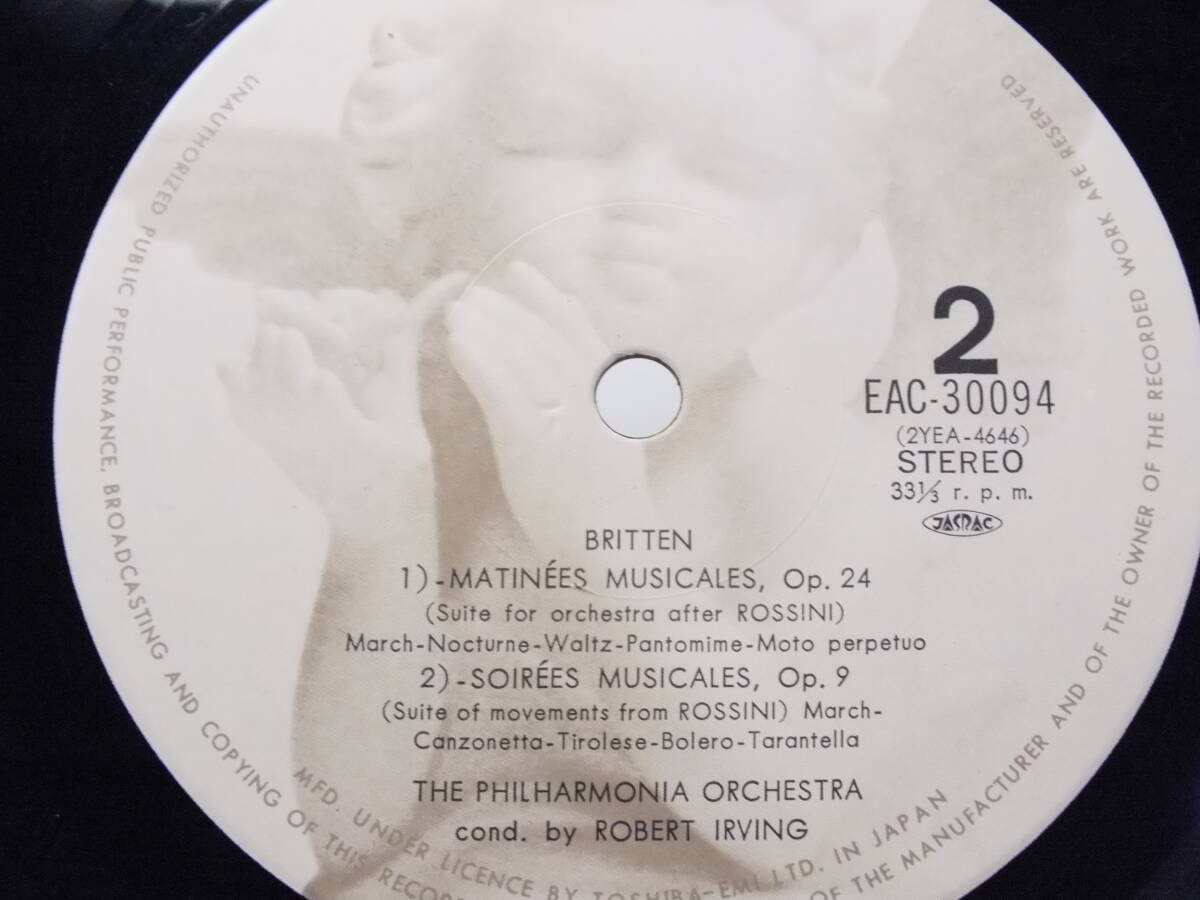 2
EAC-30094
(2YEA-4646)
STEREO
33⅓ r. p. m.
JASRAC
BRITTEN
1)-MATINÉES MUSICALES, Op. 24
(Suite for orchestra after ROSSINI)
March-Nocturne-Waltz-Pantomime-Moto perpetuo
2)-SOIRÉES MUSICALES, Op. 9
(Suite of movements from ROSSINI) March-
Canzonetta-Tirolese-Bolero-Tarantella
THE PHILHARMONIA ORCHESTRA
cond. by ROBERT IRVING
MFD. UNDER LICENCE BY TOSHIBA-EMI LTD. IN JAPAN
UNAUTHORIZED PUBLIC PERFORMANCE, BROADCASTING AND COPYING OF THIS RECORD
OF THE MANUFACTURER AND OF THE OWNER OF THE RECORDED WORK ARE RESERVED